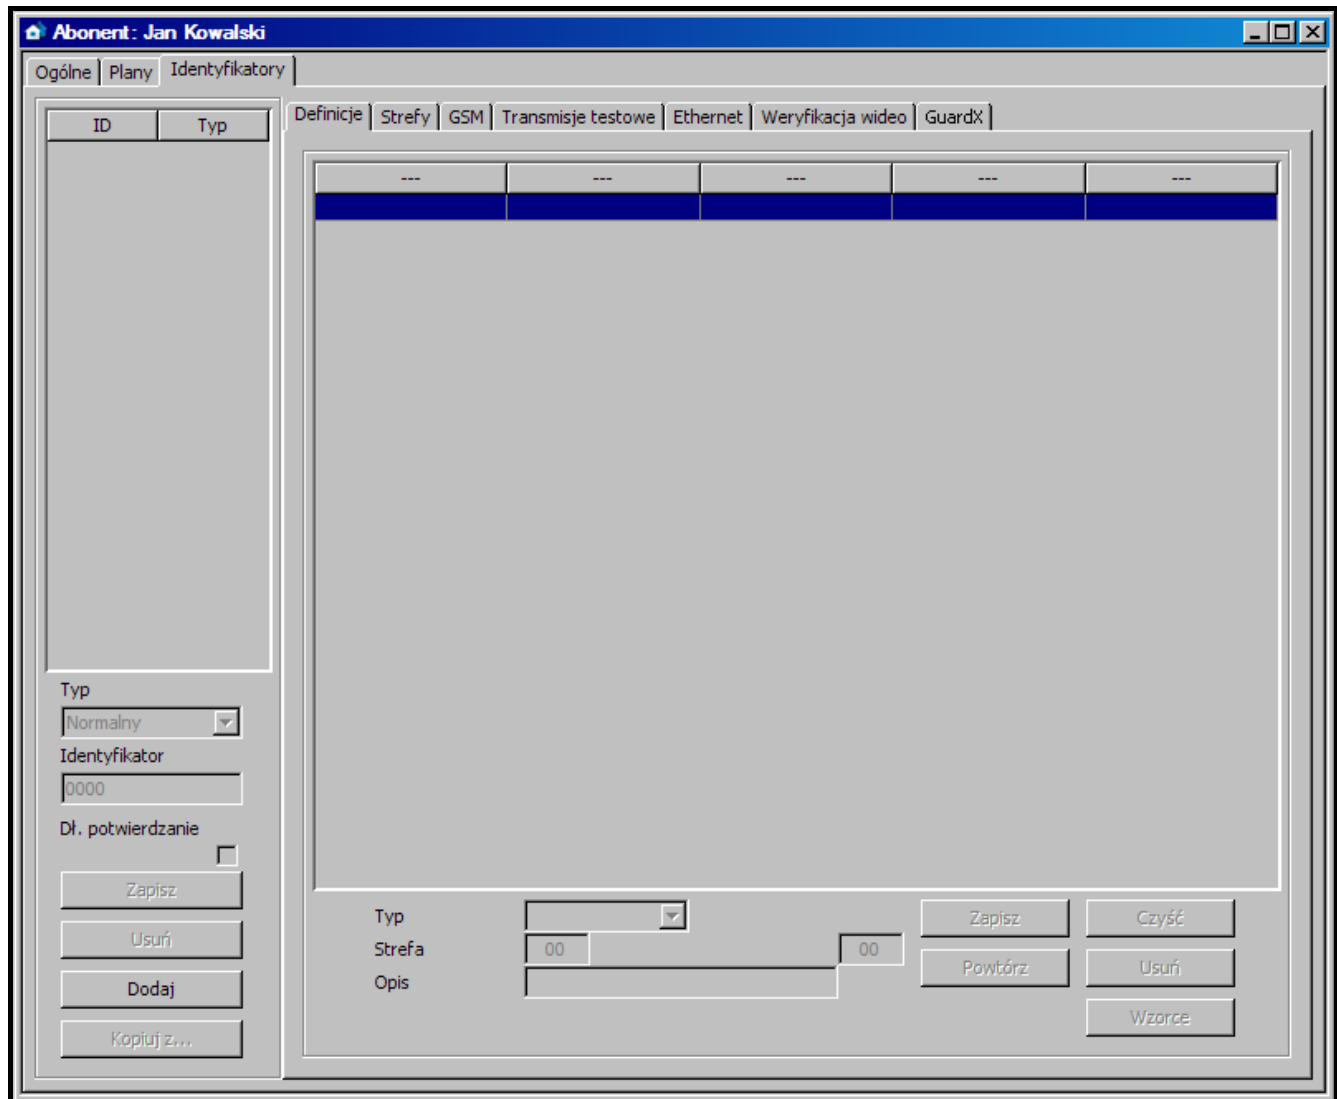 Abonent: Jan Kowalski
Ogólne Plany Identyfikatory
ID Typ
Definicje Strefy GSM Transmisje testowe Ethernet Weryfikacja wideo GuardX
--- --- --- --- ---
Typ
Normalny
Identyfikator
0000
Dł. potwierdzanie
Zapisz
Usuń
Dodaj
Kopiuj z...
Typ
Strefa 00 00
Opis
Zapisz Czyść
Powtórz Usuń
Wzorce